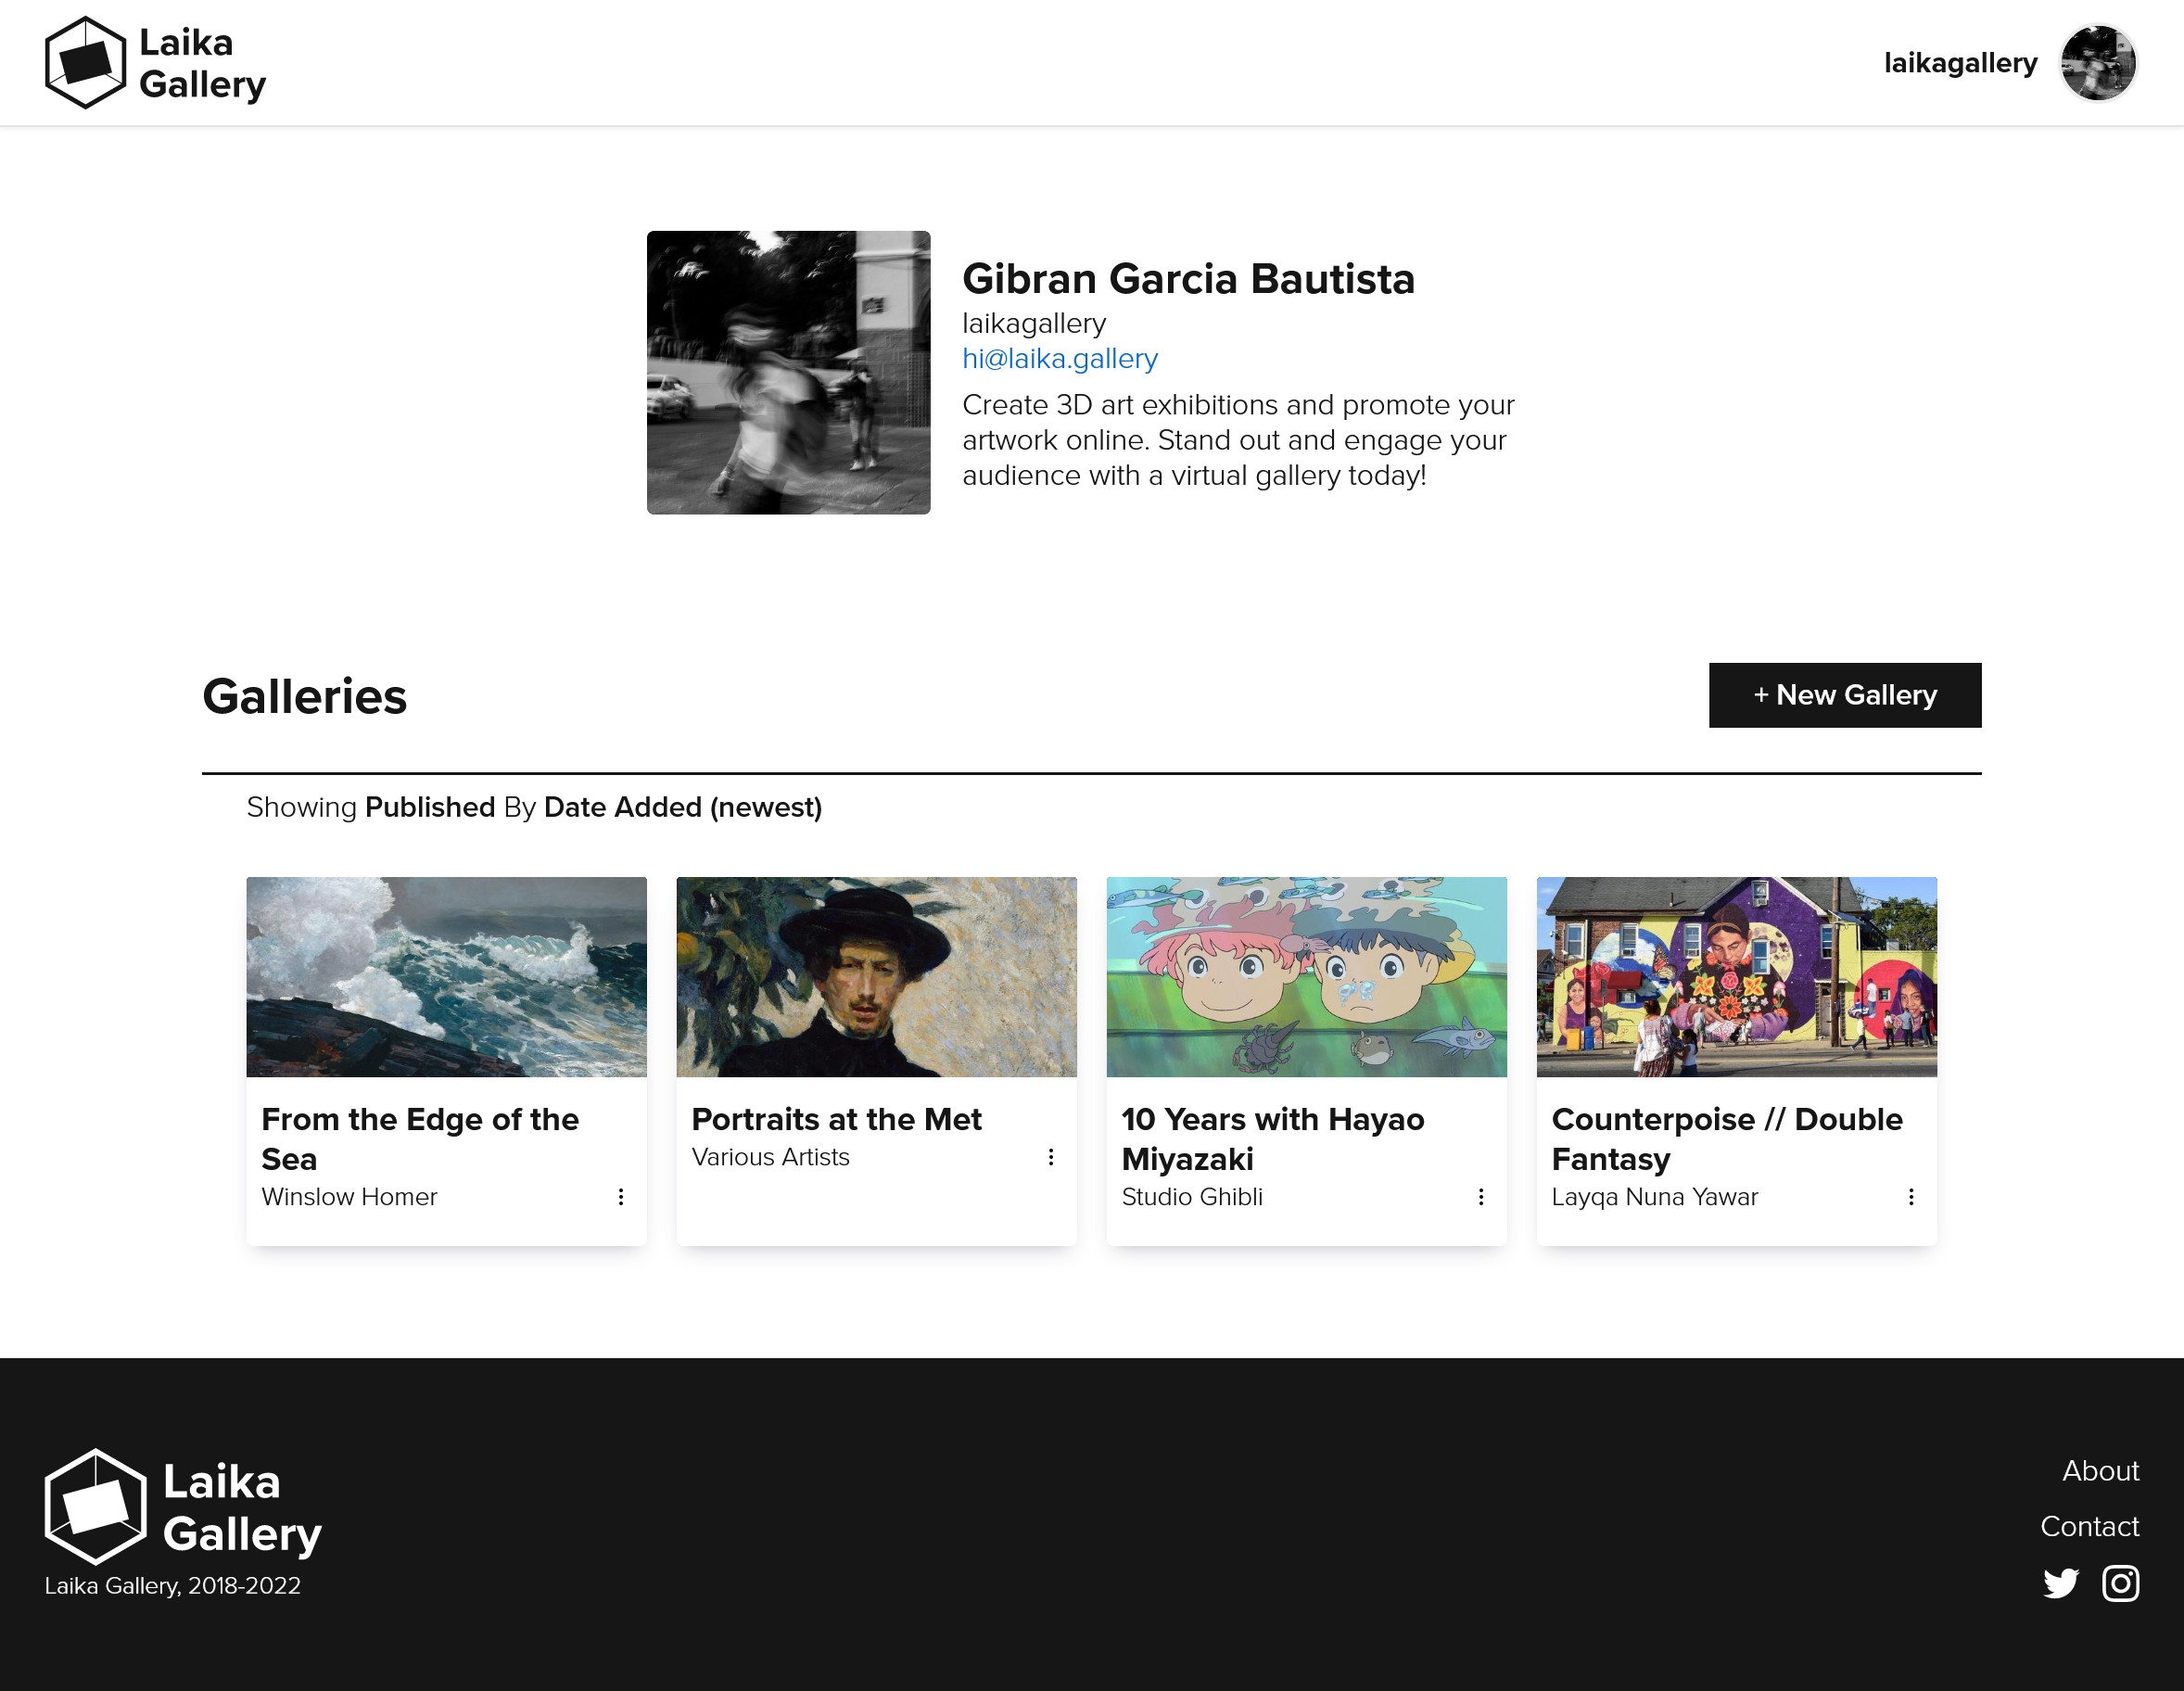 Laika
Gallery
laikagallery
Gibran Garcia Bautista
laikagallery
hi@laika.gallery
Create 3D art exhibitions and promote your
artwork online. Stand out and engage your
audience with a virtual gallery today!
Galleries
+ New Gallery
Showing Published By Date Added (newest)
From the Edge of the
Sea
Winslow Homer
Portraits at the Met
Various Artists
10 Years with Hayao
Miyazaki
Studio Ghibli
Counterpoise // Double
Fantasy
Layqa Nuna Yawar
Laika
Gallery
Laika Gallery, 2018-2022
About
Contact